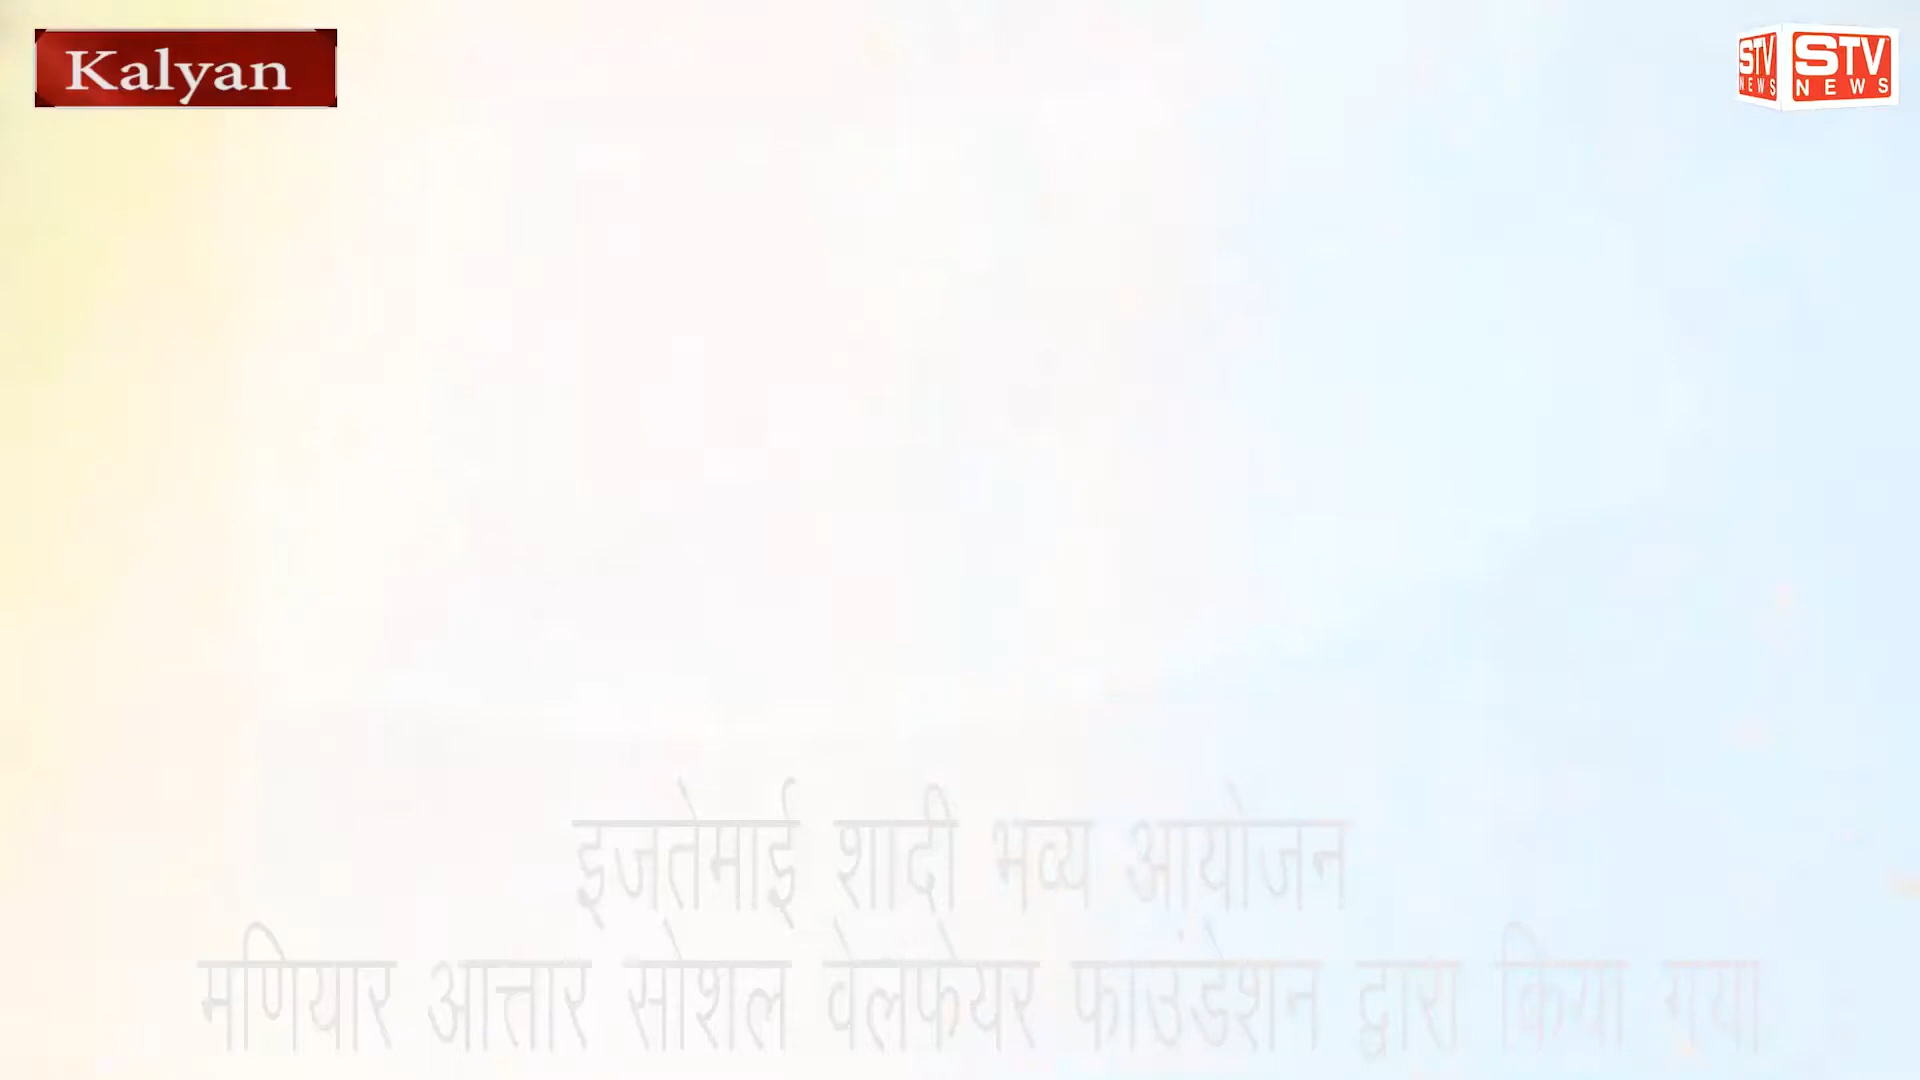 Kalyan
STV STV
NEWS NEWS
इजतेमाई शादी भव्य आयोजन
मणियार आत्तार सोशल वेलफेयर फाउंडेशन द्वारा किया गया